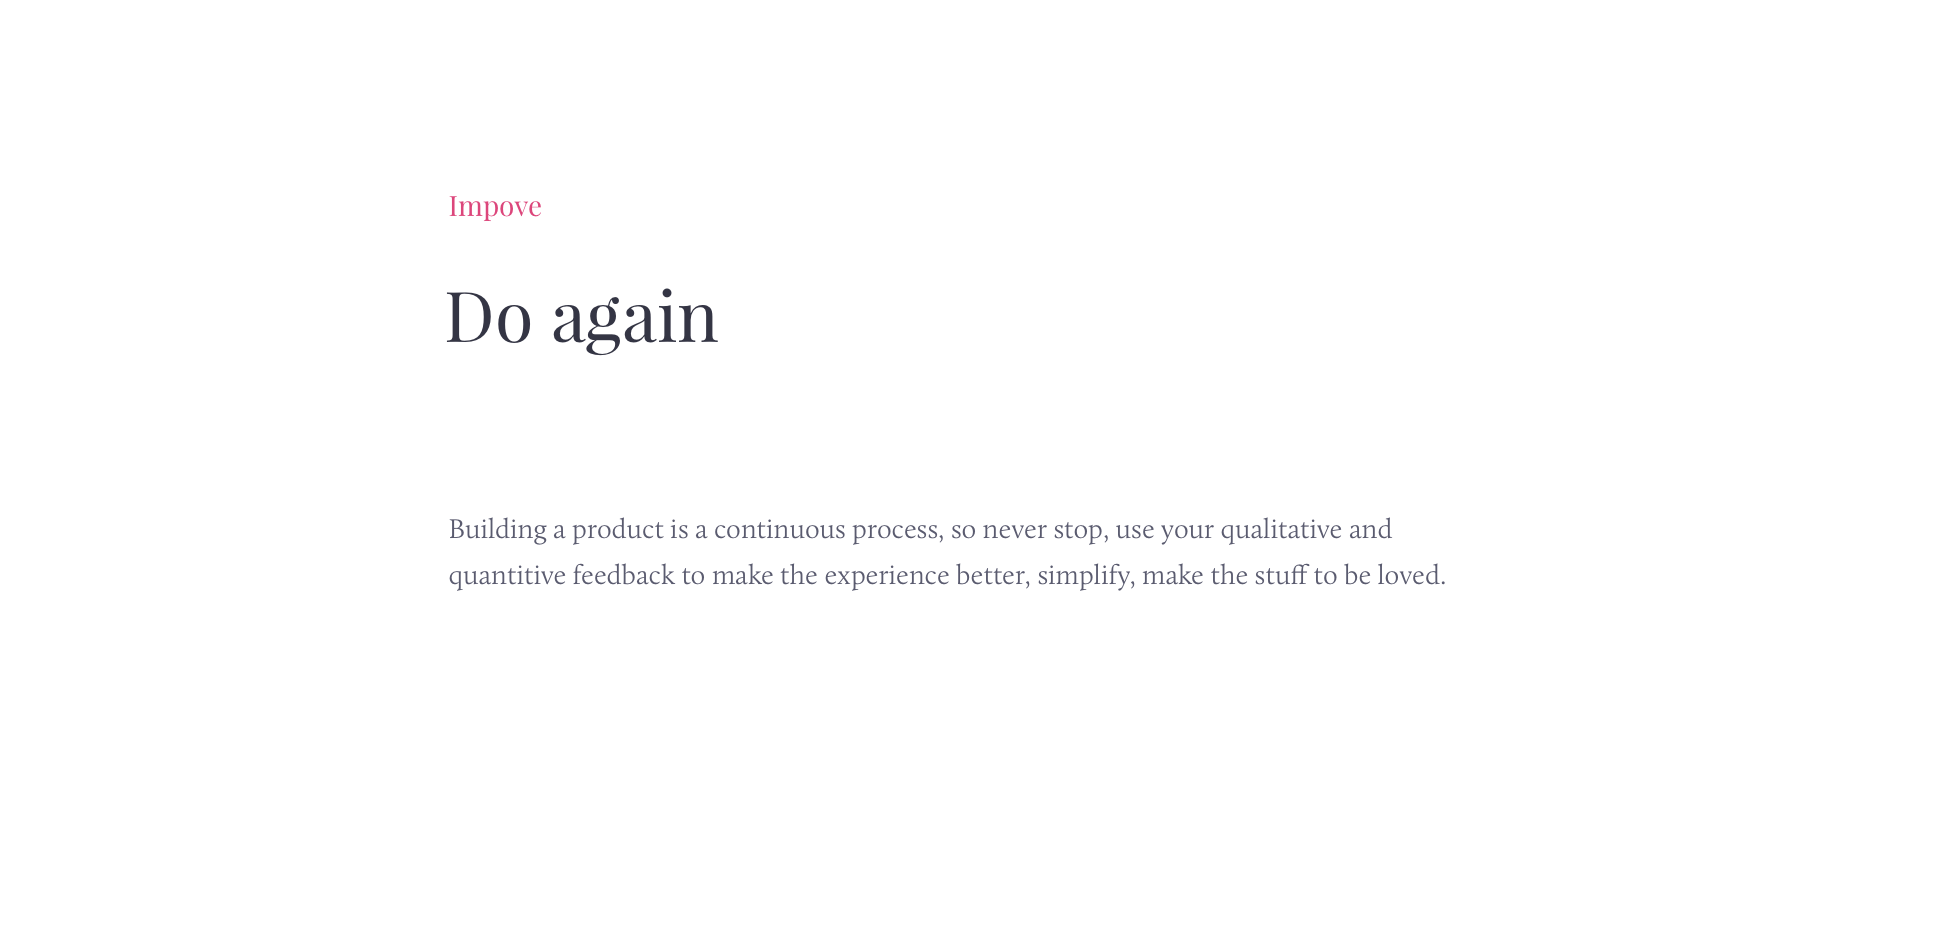 Impove
Do again
Building a product is a continuous process, so never stop, use your qualitative and
quantitive feedback to make the experience better, simplify, make the stuff to be loved.